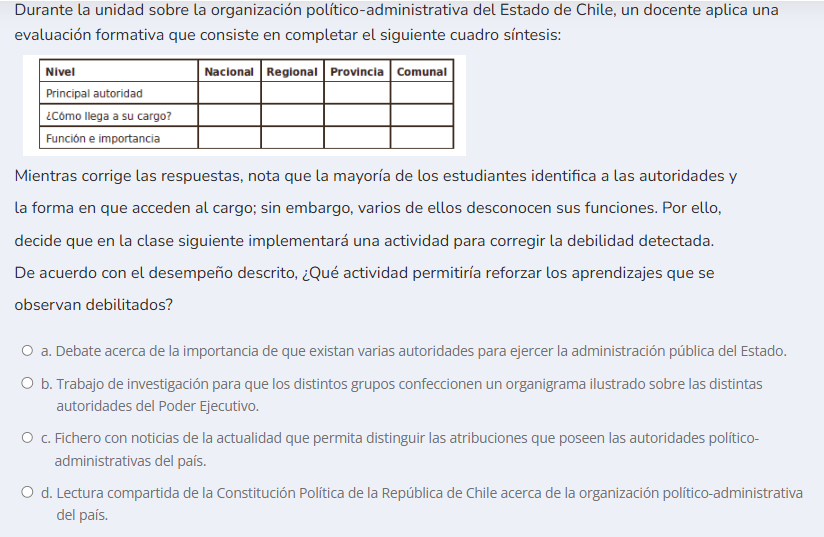 Durante la unidad sobre la organización político-administrativa del Estado de Chile, un docente aplica una
evaluación formativa que consiste en completar el siguiente cuadro síntesis:
Nivel Nacional Regional Provincia Comunal
Principal autoridad
¿Cómo llega a su cargo?
Función e importancia
Mientras corrige las respuestas, nota que la mayoría de los estudiantes identifica a las autoridades y
la forma en que acceden al cargo; sin embargo, varios de ellos desconocen sus funciones. Por ello,
decide que en la clase siguiente implementará una actividad para corregir la debilidad detectada.
De acuerdo con el desempeño descrito, ¿Qué actividad permitiría reforzar los aprendizajes que se
observan debilitados?
a. Debate acerca de la importancia de que existan varias autoridades para ejercer la administración pública del Estado.
b. Trabajo de investigación para que los distintos grupos confeccionen un organigrama ilustrado sobre las distintas
autoridades del Poder Ejecutivo.
c. Fichero con noticias de la actualidad que permita distinguir las atribuciones que poseen las autoridades político-
administrativas del país.
d. Lectura compartida de la Constitución Política de la República de Chile acerca de la organización político-administrativa
del país.